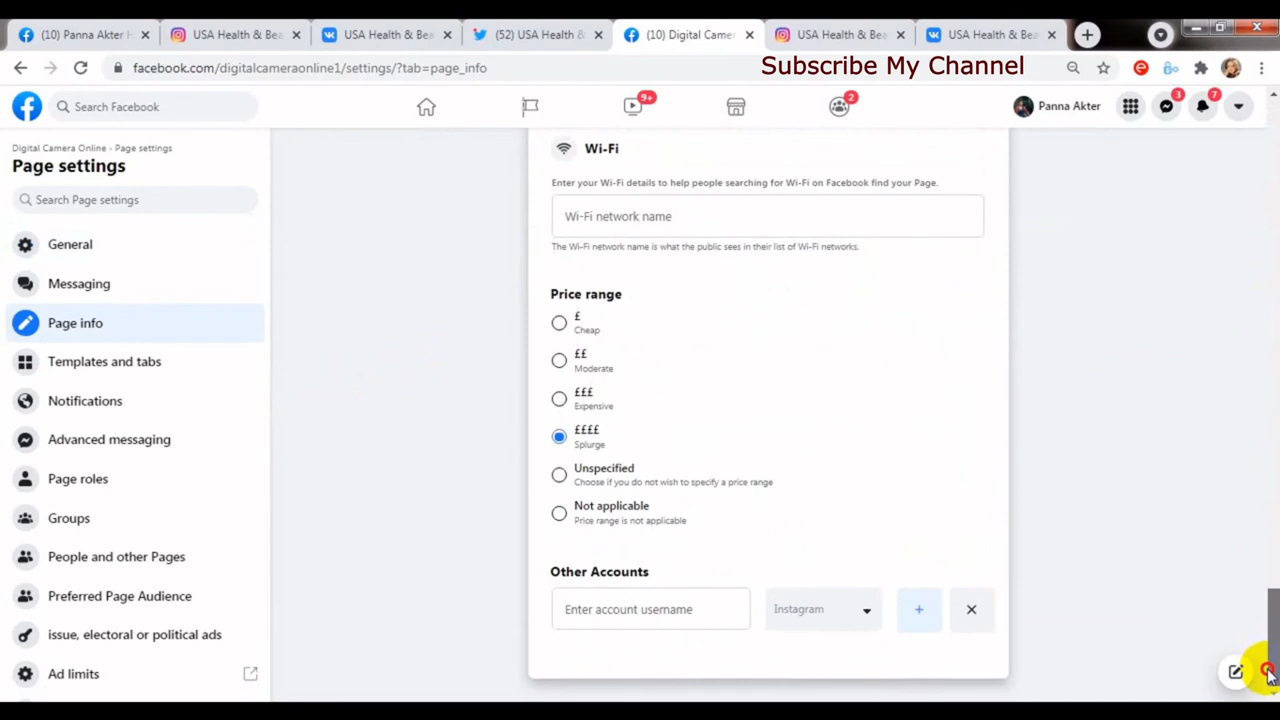 (10) Panna Akter H
USA Health & Bea
USA Health & Bea
(52) USA Health &
(10) Digital Camera
USA Health & Bea
USA Health & Bea
facebook.com/digitalcameraonline1/settings/?tab=page_info
Subscribe My Channel
Search Facebook
9+
2
Panna Akter
3
7
Digital Camera Online · Page settings
Page settings
Search Page settings
General
Messaging
Page info
Templates and tabs
Notifications
Advanced messaging
Page roles
Groups
People and other Pages
Preferred Page Audience
issue, electoral or political ads
Ad limits
Wi-Fi
Enter your Wi-Fi details to help people searching for Wi-Fi on Facebook find your Page.
Wi-Fi network name
The Wi-Fi network name is what the public sees in their list of Wi-Fi networks.
Price range
£
Cheap
££
Moderate
£££
Expensive
££££
Splurge
Unspecified
Choose if you do not wish to specify a price range
Not applicable
Price range is not applicable
Other Accounts
Enter account username
Instagram